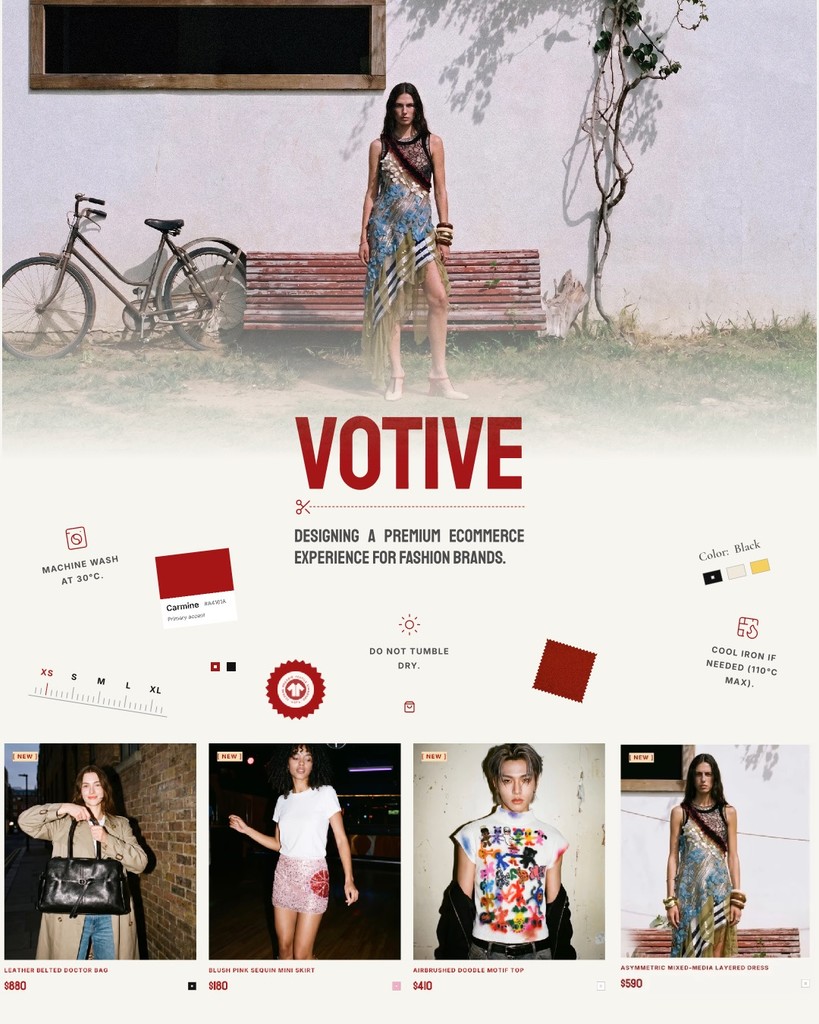 VOTIVE
DESIGNING A PREMIUM ECOMMERCE
EXPERIENCE FOR FASHION BRANDS.
MACHINE WASH
AT 30°C.
Carmine #A4161A
Primary accent
Color: Black
DO NOT TUMBLE
DRY.
COOL IRON IF
NEEDED (110°C
MAX).
XS S M L XL
[ NEW ]
[ NEW ]
[ NEW ]
[ NEW ]
LEATHER BELTED DOCTOR BAG
$880
BLUSH PINK SEQUIN MINI SKIRT
$180
AIRBRUSHED DOODLE MOTIF TOP
$410
ASYMMETRIC MIXED-MEDIA LAYERED DRESS
$590